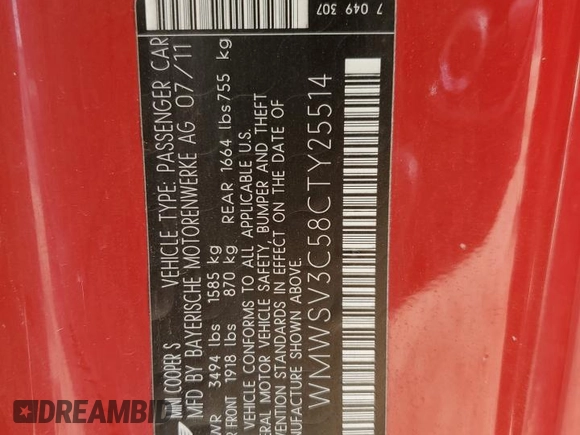 7 049 307
MINI COOPER S
VEHICLE TYPE: PASSENGER CAR
MFD BY BAYERISCHE MOTORENWERKE AG 07/11
WR 3494 lbs 1585 kg
R FRONT 1918 lbs 870 kg REAR 1664 lbs755 kg
VEHICLE CONFORMS TO ALL APPLICABLE U.S.
ERAL MOTOR VEHICLE SAFETY, BUMPER AND THEFT
VENTION STANDARDS IN EFFECT ON THE DATE OF
UFACTURE SHOWN ABOVE.
WMWSV3C58CTY25514
DREAMBID